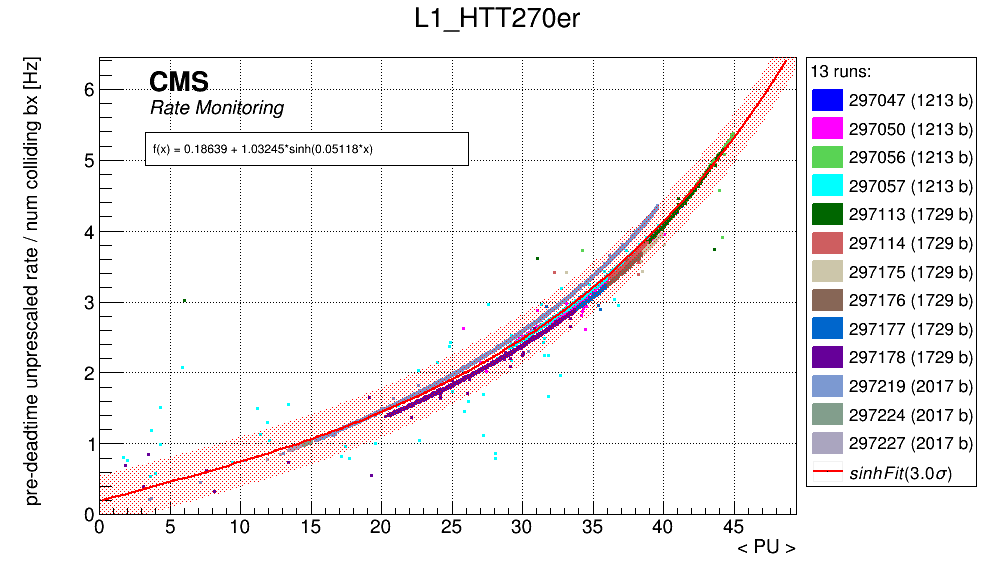 L1_HTT270er
pre-deadtime unprescaled rate / num colliding bx [Hz]
CMS
Rate Monitoring
f(x) = 0.18639 + 1.03245*sinh(0.05118*x)
6
5
4
3
2
1
0
0 5 10 15 20 25 30 35 40 45
< PU >
13 runs:
297047 (1213 b)
297050 (1213 b)
297056 (1213 b)
297057 (1213 b)
297113 (1729 b)
297114 (1729 b)
297175 (1729 b)
297176 (1729 b)
297177 (1729 b)
297178 (1729 b)
297219 (2017 b)
297224 (2017 b)
297227 (2017 b)
sinhFit(3.0σ)